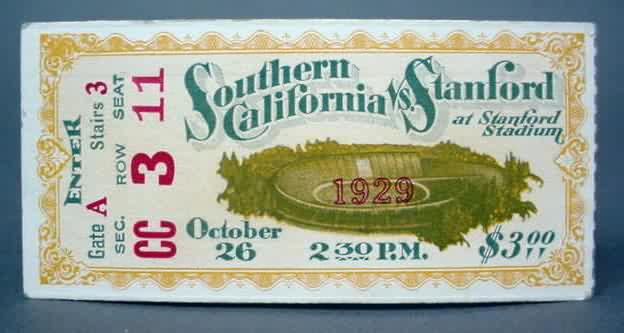 ENTER
Gate A Stairs 3
SEC. ROW SEAT
CC 3 11
Southern
California
vs. Stanford
at Stanford
Stadium
1929
October
26
2 30 P.M.
$3.00